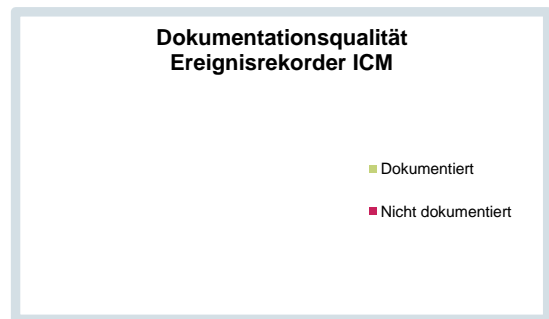 Dokumentationsqualität
Ereignisrekorder ICM
Dokumentiert
Nicht dokumentiert